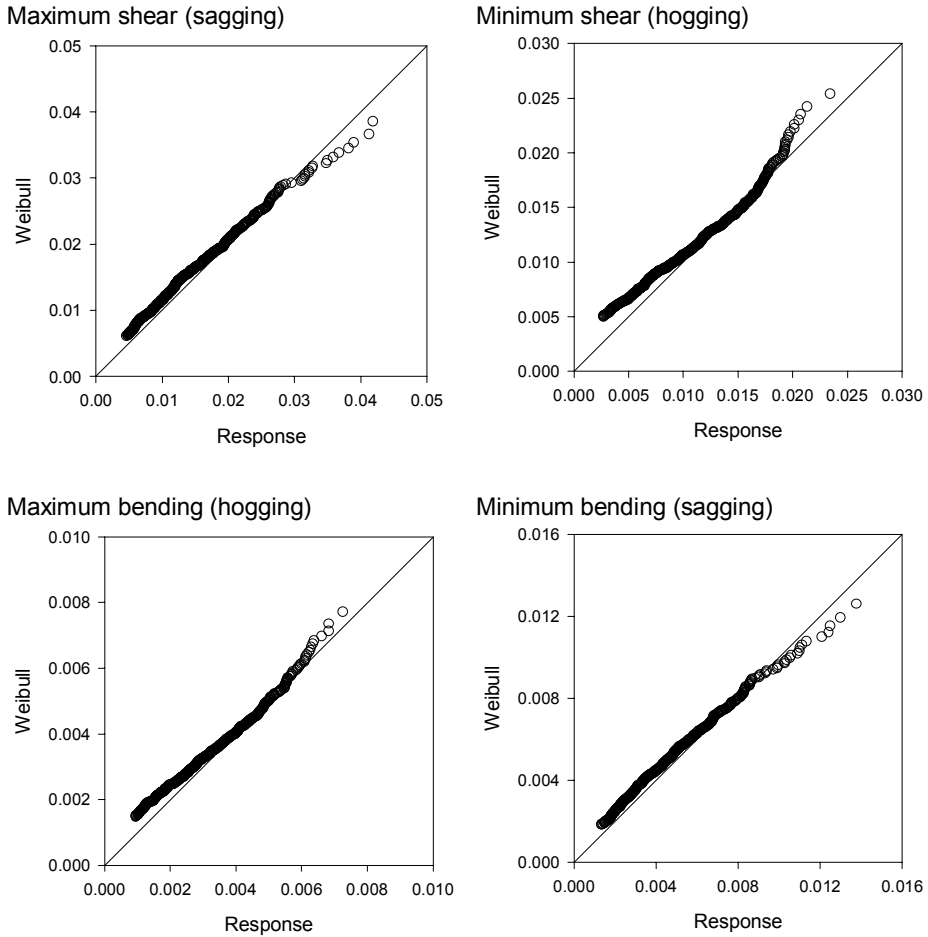 Maximum shear (sagging)
0.05
0.04
0.03
0.02
0.01
0.00
Weibull
0.00 0.01 0.02 0.03 0.04 0.05
Response
Minimum shear (hogging)
0.030
0.025
0.020
0.015
0.010
0.005
0.000
Weibull
0.000 0.005 0.010 0.015 0.020 0.025 0.030
Response
Maximum bending (hogging)
0.010
0.008
0.006
0.004
0.002
0.000
Weibull
0.000 0.002 0.004 0.006 0.008 0.010
Response
Minimum bending (sagging)
0.016
0.012
0.008
0.004
0.000
Weibull
0.000 0.004 0.008 0.012 0.016
Response